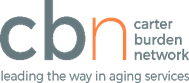 cbn
carter
burden
network
leading the way in aging services